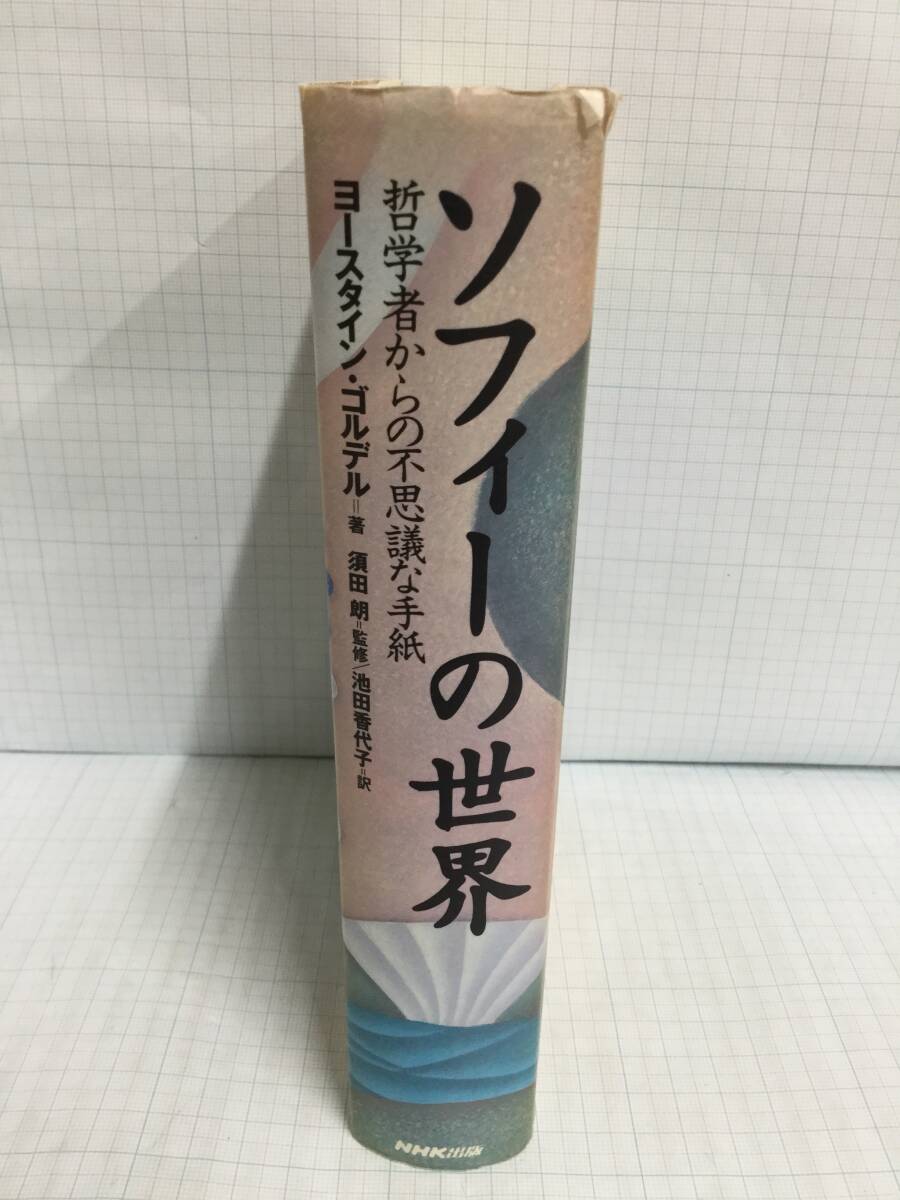 ソフィーの世界
哲学者からの不思議な手紙
ヨースタイン・ゴルデル=著 須田 朗=監修/池田香代子=訳
NHK出版